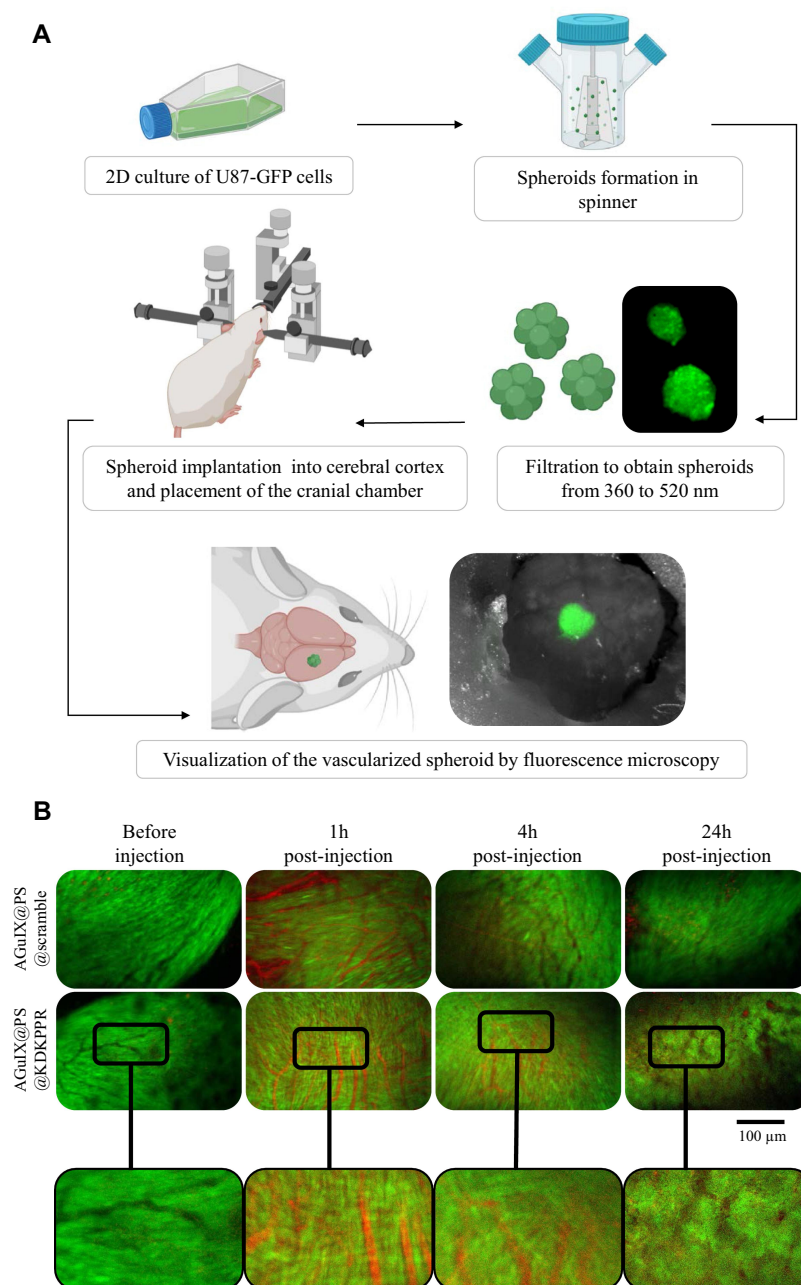 A
2D culture of U87-GFP cells
Spheroids formation in
spinner
Spheroid implantation into cerebral cortex
and placement of the cranial chamber
Filtration to obtain spheroids
from 360 to 520 nm
Visualization of the vascularized spheroid by fluorescence microscopy
B
Before
injection
1h
post-injection
4h
post-injection
24h
post-injection
AGuIX@PS
@scramble
AGuIX@PS
@KDKPPR
100 µm